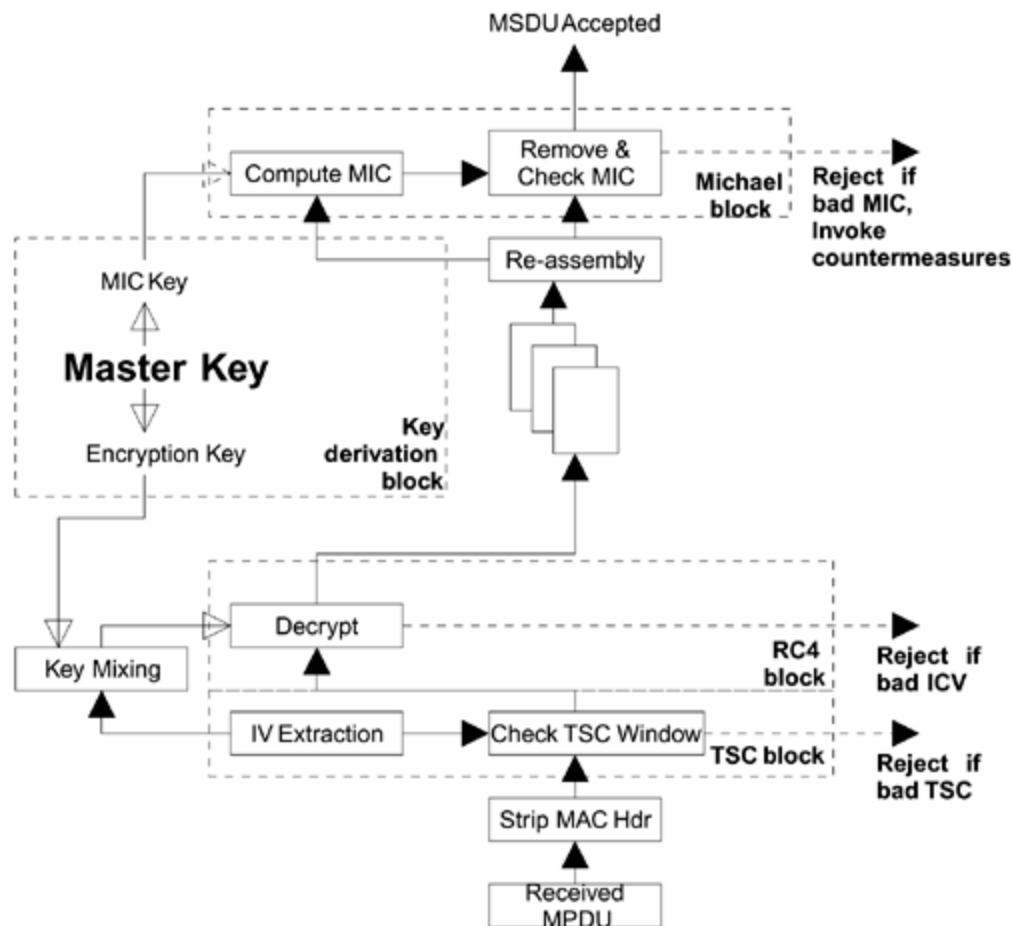 MSDU Accepted
Compute MIC
Remove &
Check MIC
Michael
block
Reject if
bad MIC,
Invoke
countermeasures
Re-assembly
MIC Key
Master Key
Encryption Key
Key
derivation
block
Decrypt
RC4
block
Reject if
bad ICV
Key Mixing
IV Extraction
Check TSC Window
TSC block
Reject if
bad TSC
Strip MAC Hdr
Received
MPDU